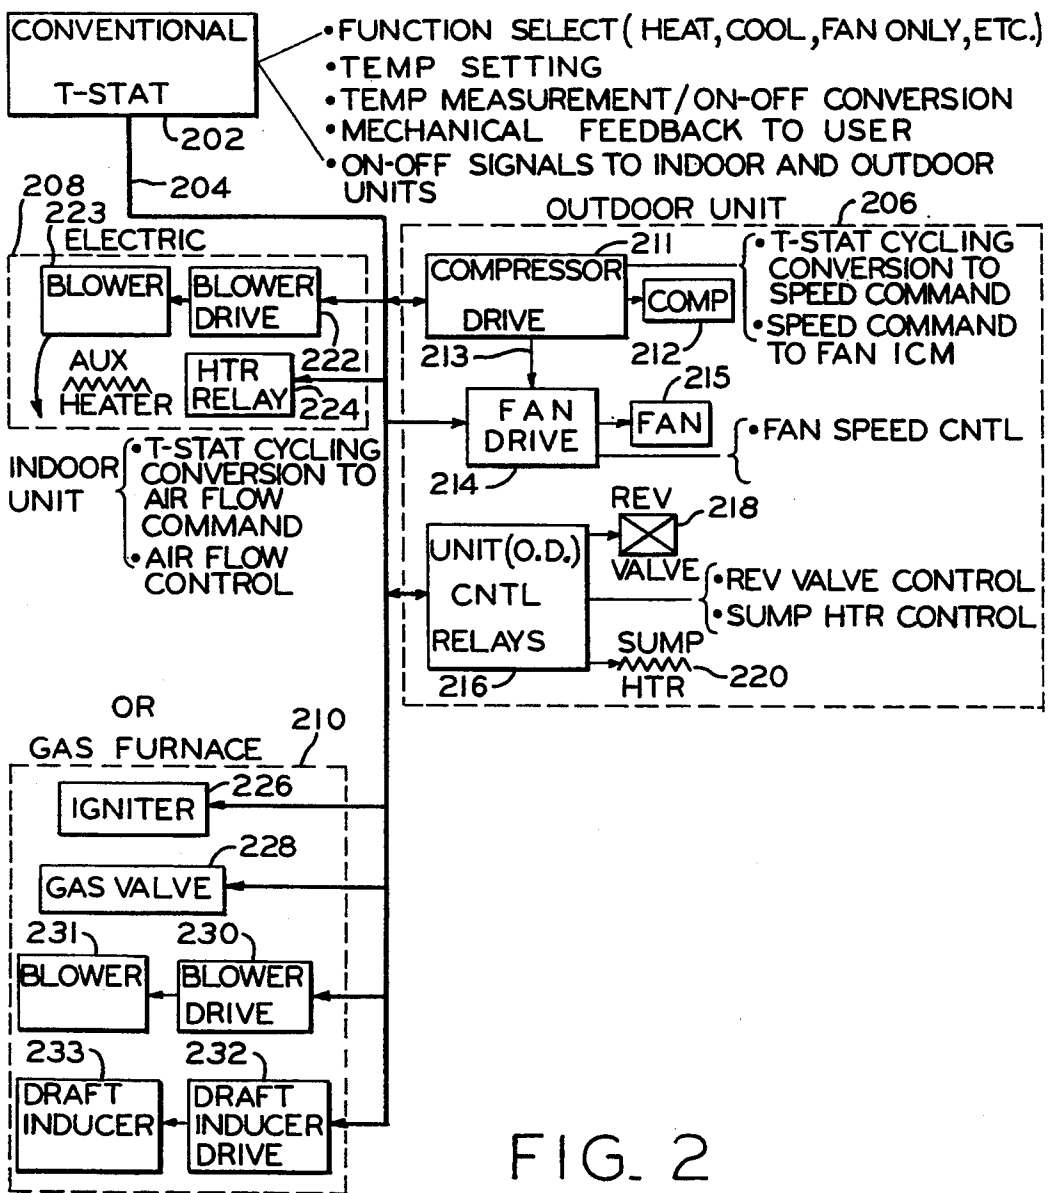 CONVENTIONAL
T-STAT
202
• FUNCTION SELECT (HEAT, COOL, FAN ONLY, ETC.)
• TEMP SETTING
• TEMP MEASUREMENT/ON-OFF CONVERSION
• MECHANICAL FEEDBACK TO USER
• ON-OFF SIGNALS TO INDOOR AND OUTDOOR
UNITS
204
208
223
ELECTRIC
BLOWER
BLOWER
DRIVE
222
AUX
HEATER
HTR
RELAY
224
INDOOR
UNIT
• T-STAT CYCLING
CONVERSION TO
AIR FLOW
COMMAND
• AIR FLOW
CONTROL
OUTDOOR UNIT
206
211
COMPRESSOR
DRIVE
COMP
212
213
• T-STAT CYCLING
CONVERSION TO
SPEED COMMAND
• SPEED COMMAND
TO FAN ICM
FAN
DRIVE
214
215
FAN
• FAN SPEED CNTL
UNIT (O.D.)
CNTL
RELAYS
216
REV
VALVE
218
• REV VALVE CONTROL
• SUMP HTR CONTROL
SUMP
HTR
220
OR
GAS FURNACE
210
IGNITER
226
GAS VALVE
228
231
BLOWER
230
BLOWER
DRIVE
233
DRAFT
INDUCER
232
DRAFT
INDUCER
DRIVE
FIG. 2